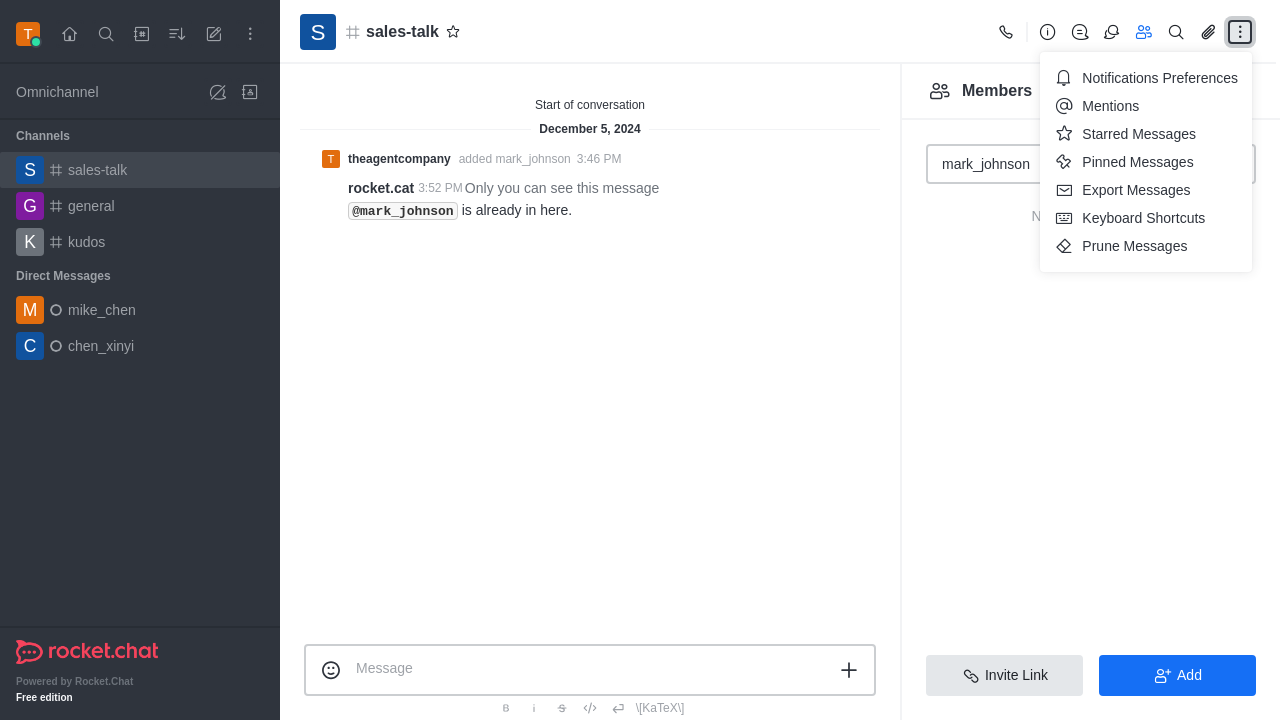 T
Omnichannel
Channels
S sales-talk
G general
K kudos
Direct Messages
M mike_chen
C chen_xinyi
rocket.chat
Powered by Rocket.Chat
Free edition
S sales-talk
Start of conversation
December 5, 2024
T theagentcompany added mark_johnson 3:46 PM
rocket.cat 3:52 PM Only you can see this message
@mark_johnson is already in here.
Message
B i S </> \[KaTeX\]
Members
mark_johnson
N
Notifications Preferences
Mentions
Starred Messages
Pinned Messages
Export Messages
Keyboard Shortcuts
Prune Messages
Invite Link
Add